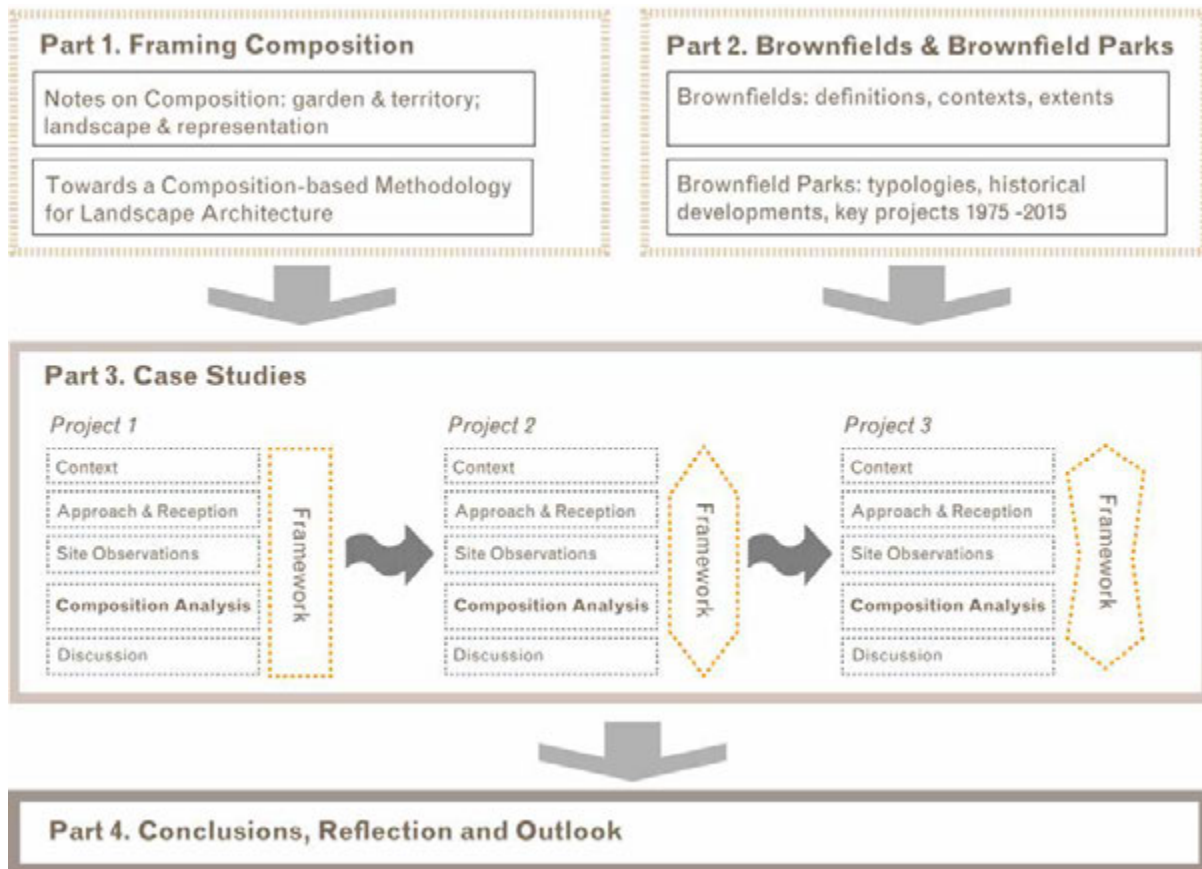 Part 1. Framing Composition
Notes on Composition: garden & territory;
landscape & representation
Towards a Composition-based Methodology
for Landscape Architecture
Part 2. Brownfields & Brownfield Parks
Brownfields: definitions, contexts, extents
Brownfield Parks: typologies, historical
developments, key projects 1975 -2015
Part 3. Case Studies
Project 1
Context
Approach & Reception
Site Observations
Composition Analysis
Discussion
Framework
Project 2
Context
Approach & Reception
Site Observations
Composition Analysis
Discussion
Framework
Project 3
Context
Approach & Reception
Site Observations
Composition Analysis
Discussion
Framework
Part 4. Conclusions, Reflection and Outlook